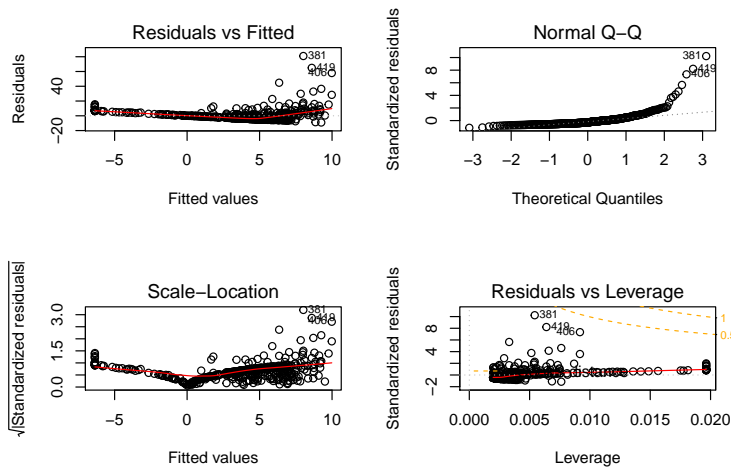 Residuals vs Fitted
Residuals
−20 0 40
381
419
406
−5 0 5 10
Fitted values
Normal Q−Q
Standardized residuals
0 4 8
381
419
406
−3 −2 −1 0 1 2 3
Theoretical Quantiles
Scale−Location
√|Standardized residuals|
0.0 1.5 3.0
381
419
406
−5 0 5 10
Fitted values
Residuals vs Leverage
Standardized residuals
−2 4 8
381
419
406
1
0.5
0.000 0.005 0.010 0.015 0.020
Leverage